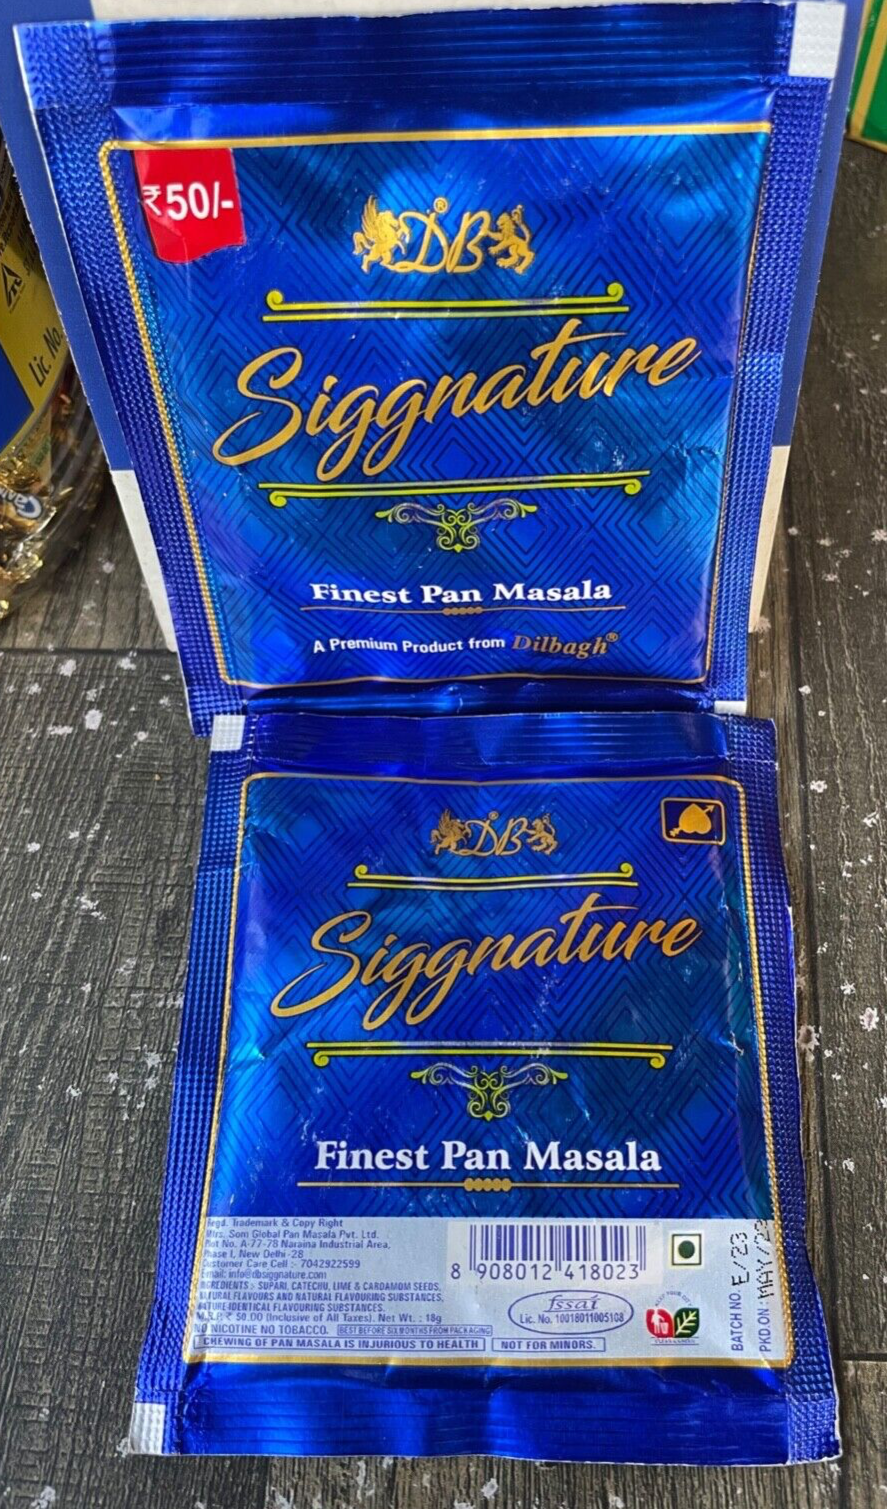 ₹50/-
DB®
Siggnature
Finest Pan Masala
A Premium Product from Dilbagh®
Lic. No.
DB®
Siggnature
Finest Pan Masala
Regd. Trademark & Copy Right
Mfrs. Som Global Pan Masala Pvt. Ltd.
Plot No. A-77-78 Naraina Industrial Area,
Phase I, New Delhi-28
Customer Care Cell :- 7042922599
Email: info@dbsiggnature.com
INGREDIENTS : SUPARI, CATECHU, LIME & CARDAMOM SEEDS,
NATURAL FLAVOURS AND NATURAL FLAVOURING SUBSTANCES,
NATURE IDENTICAL FLAVOURING SUBSTANCES.
M.R.P. ₹ 50.00 (Inclusive of All Taxes). Net Wt. : 18g
NO NICOTINE NO TOBACCO. BEST BEFORE SIX MONTHS FROM PACKAGING
CHEWING OF PAN MASALA IS INJURIOUS TO HEALTH NOT FOR MINORS.
8 908012 418023
fssai
Lic. No. 10018011005108
BATCH NO. E/23
PKD ON : MAY/23